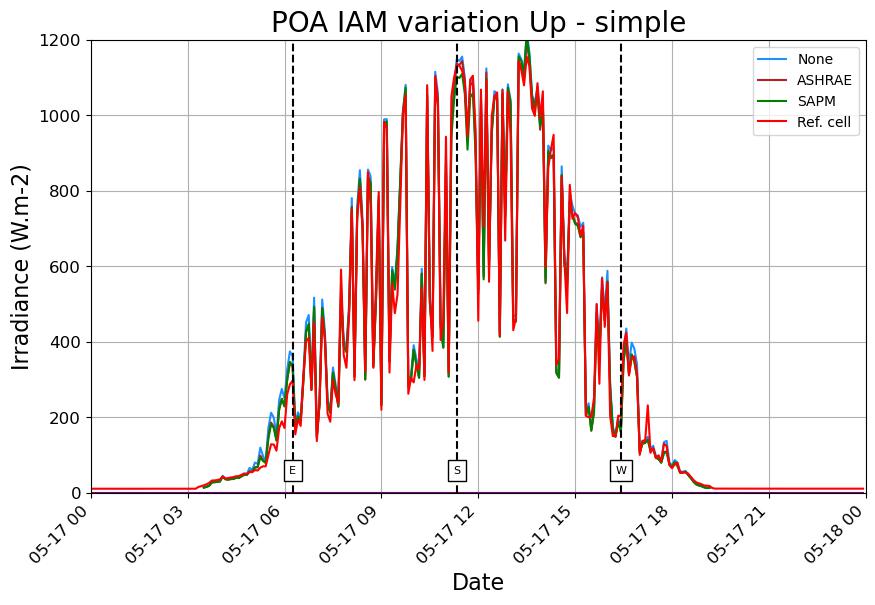 POA IAM variation Up - simple
Irradiance (W.m-2)
1200
1000
800
600
400
200
0
None
ASHRAE
SAPM
Ref. cell
E
S
W
05-17 00
05-17 03
05-17 06
05-17 09
05-17 12
05-17 15
05-17 18
05-17 21
05-18 00
Date